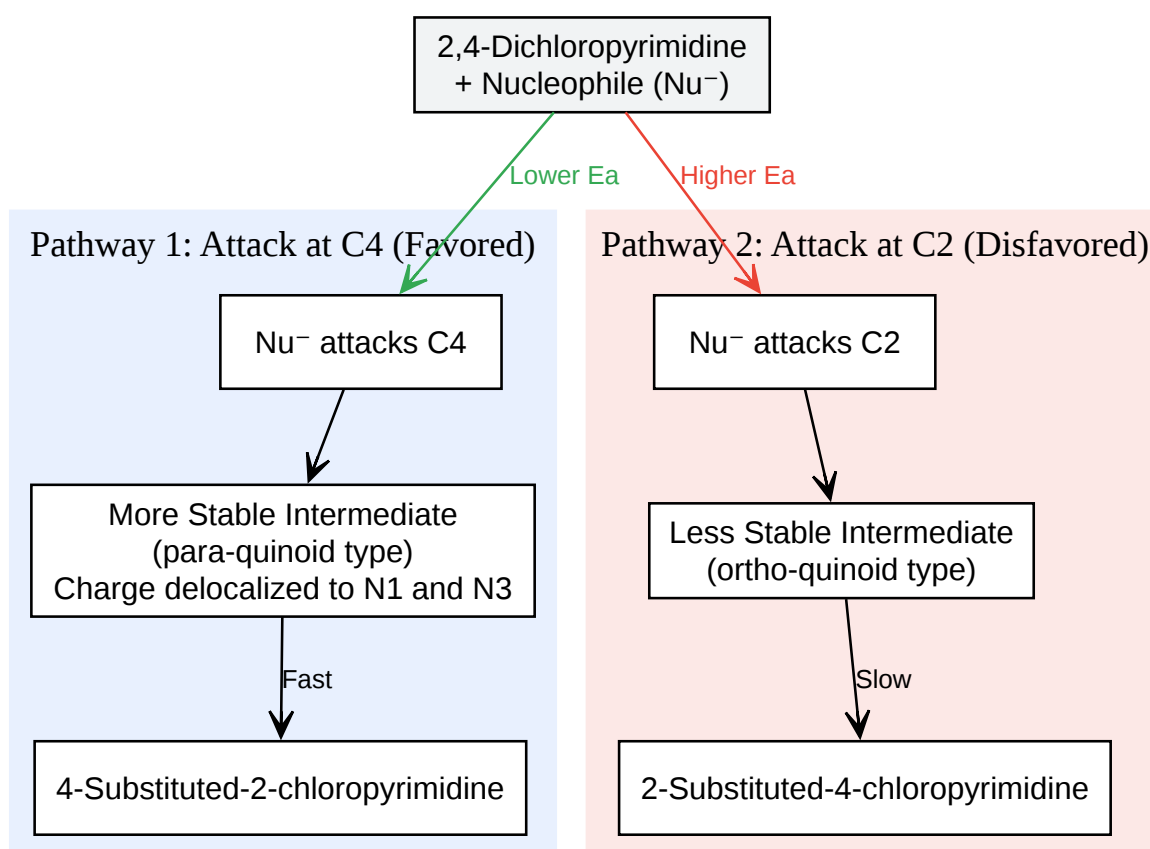 2,4-Dichloropyrimidine
+ Nucleophile (Nu⁻)
Lower Ea
Higher Ea
Pathway 1: Attack at C4 (Favored)
Pathway 2: Attack at C2 (Disfavored)
Nu⁻ attacks C4
Nu⁻ attacks C2
More Stable Intermediate
(para-quinoid type)
Charge delocalized to N1 and N3
Less Stable Intermediate
(ortho-quinoid type)
Fast
Slow
4-Substituted-2-chloropyrimidine
2-Substituted-4-chloropyrimidine